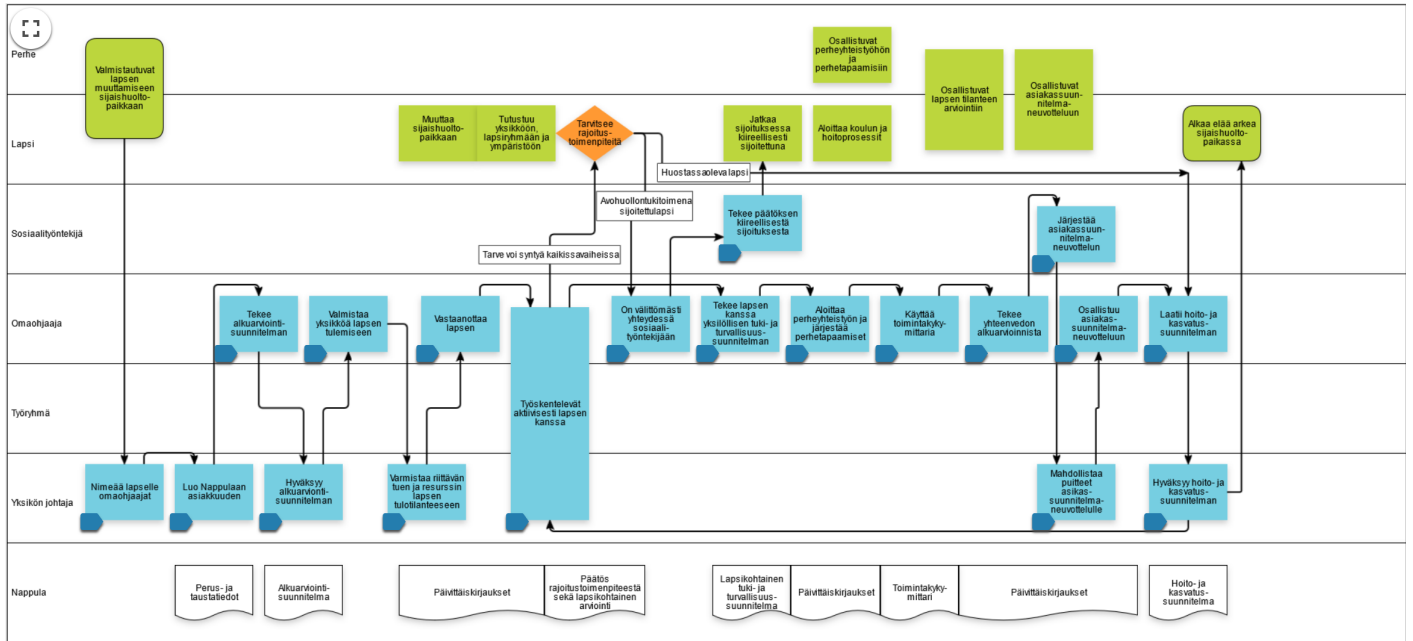 Perhe
Valmistautuvat
lapsen
muuttamiseen
sijaishuolto-
paikkaan
Osallistuvat
perheyhteistyöhön
ja
perhetapaamisiin
Osallistuvat
lapsen tilanteen
arviointiin
Osallistuvat
asiakassuun-
nitelma-
neuvotteluun
Lapsi
Muuttaa
sijaishuolto-
paikkaan
Tutustuu
yksikköön,
lapsiryhmään ja
ympäristöön
Tarvitsee
rajoitus-
toimenpiteitä
Jatkaa
sijoituksessa
kiireellisesti
sijoitettuna
Aloittaa koulun ja
hoitoprosessit
Alkaa elää arkea
sijaishuolto-
paikassa
Huostassaoleva lapsi
Avohuollontukitoimena
sijoitettulapsi
Sosiaalityöntekijä
Tarve voi syntyä kaikissavaiheissa
Tekee päätöksen
kiireellisestä
sijoituksesta
Järjestää
asiakassuun-
nitelma-
neuvottelun
Omaohjaaja
Tekee
alkuarviointi-
suunnitelman
Valmistaa
yksikköä lapsen
tulemiseen
Vastaanottaa
lapsen
On välittömästi
yhteydessä
sosiaali-
työntekijään
Tekee lapsen
kanssa
yksilöllisen tuki- ja
turvallisuus-
suunnitelman
Aloittaa
perheyhteistyön ja
järjestää
perhetapaamiset
Käyttää
toimintakyky-
mittaria
Tekee
yhteenvedon
alkuarvioinnista
Osallistuu
asiakas-
suunnitelma-
neuvotteluun
Laatii hoito- ja
kasvatus-
suunnitelman
Työryhmä
Työskentelevät
aktiivisesti lapsen
kanssa
Yksikön johtaja
Nimeää lapselle
omaohjaajat
Luo Nappulaan
asiakkuuden
Hyväksyy
alkuarvionti-
suunnitelman
Varmistaa riittävän
tuen ja resurssin
lapsen
tulotilanteeseen
Mahdollistaa
puitteet
asikas-
suunnitelma-
neuvottelulle
Hyväksyy hoito- ja
kasvatus-
suunnitelman
Nappula
Perus- ja
taustatiedot
Alkuarviointi-
suunnitelma
Päivittäiskirjaukset
Päätös
rajoitustoimenpiteestä
sekä lapsikohtainen
arviointi
Lapsikohtainen
tuki- ja
turvallisuus-
suunnitelma
Päivittäiskirjaukset
Toimintakyky-
mittari
Päivittäiskirjaukset
Hoito- ja
kasvatus-
suunnitelma